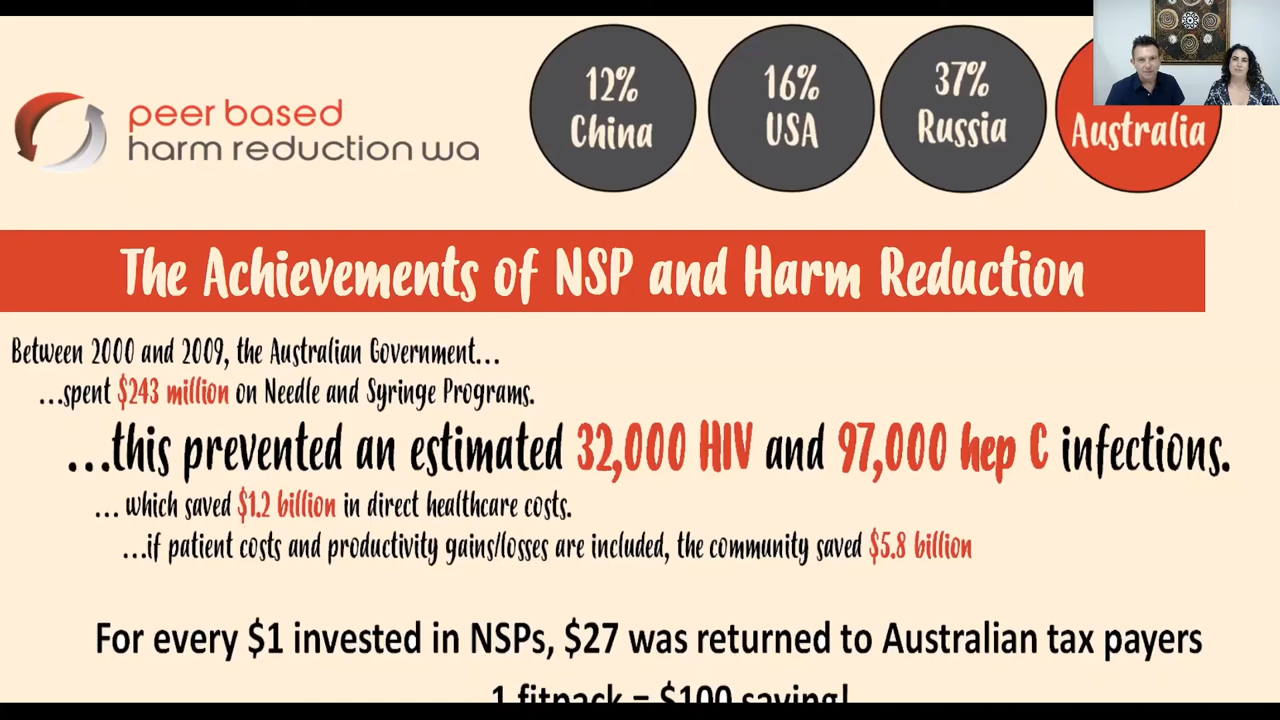 peer based
harm reduction wa
12%
China
16%
USA
37%
Russia
Australia
The Achievements of NSP and Harm Reduction
Between 2000 and 2009, the Australian Government...
...spent $243 million on Needle and Syringe Programs.
...this prevented an estimated 32,000 HIV and 97,000 hep C infections.
... which saved $1.2 billion in direct healthcare costs.
...if patient costs and productivity gains/losses are included, the community saved $5.8 billion
For every $1 invested in NSPs, $27 was returned to Australian tax payers
1 fitpack = $100 saving!